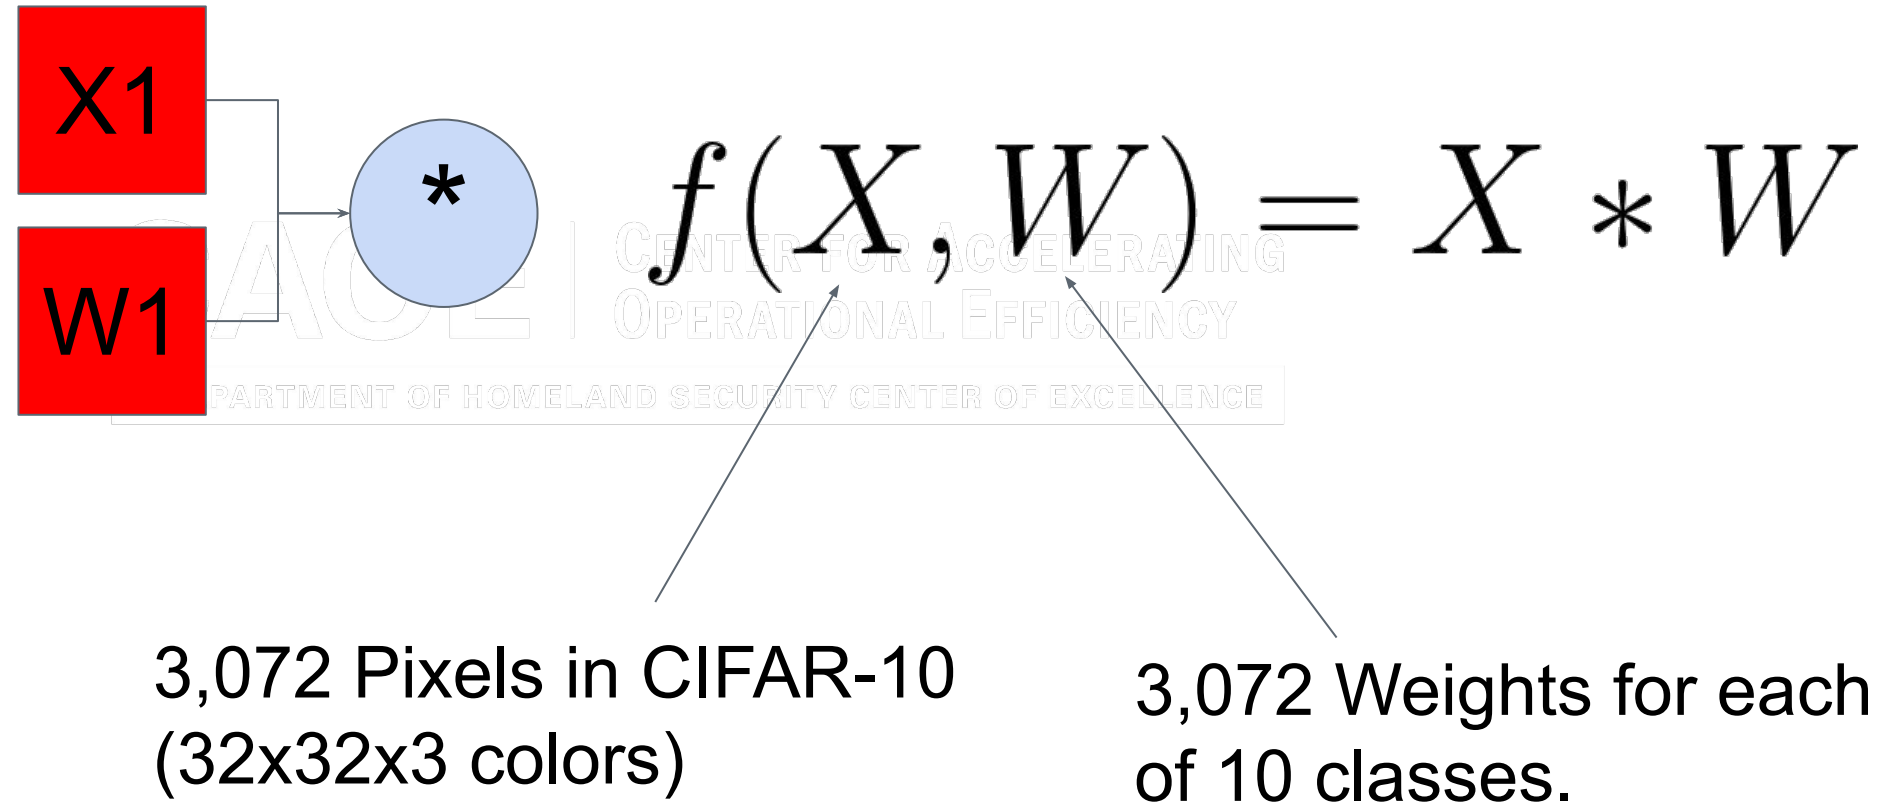 X1
W1
*
f(X, W) = X * W
CENTER FOR ACCELERATING
OPERATIONAL EFFICIENCY
PARTMENT OF HOMELAND SECURITY CENTER OF EXCELLENCE
3,072 Pixels in CIFAR-10
(32x32x3 colors)
3,072 Weights for each
of 10 classes.